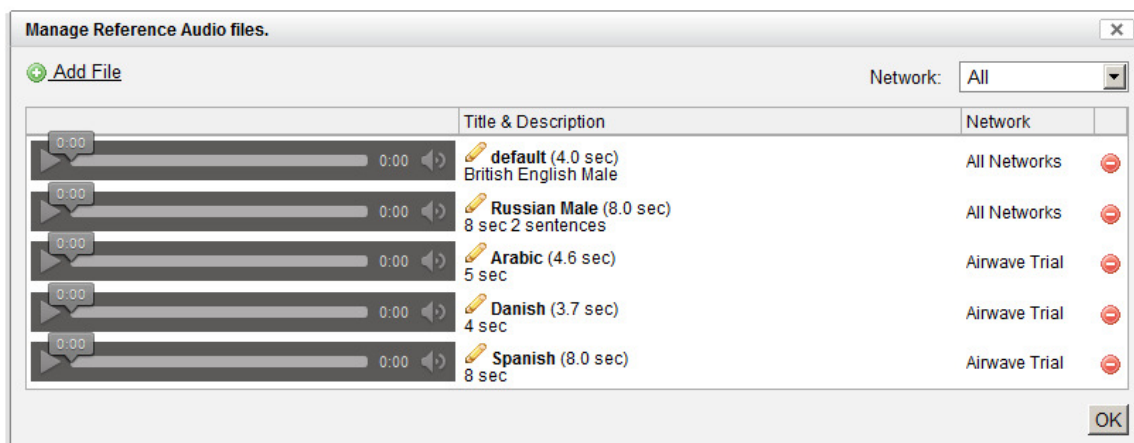 Manage Reference Audio files.
Add File
Network: All
Title & Description
Network
0:00
0:00
default (4.0 sec)
British English Male
All Networks
0:00
0:00
Russian Male (8.0 sec)
8 sec 2 sentences
All Networks
0:00
0:00
Arabic (4.6 sec)
5 sec
Airwave Trial
0:00
0:00
Danish (3.7 sec)
4 sec
Airwave Trial
0:00
0:00
Spanish (8.0 sec)
8 sec
Airwave Trial
OK